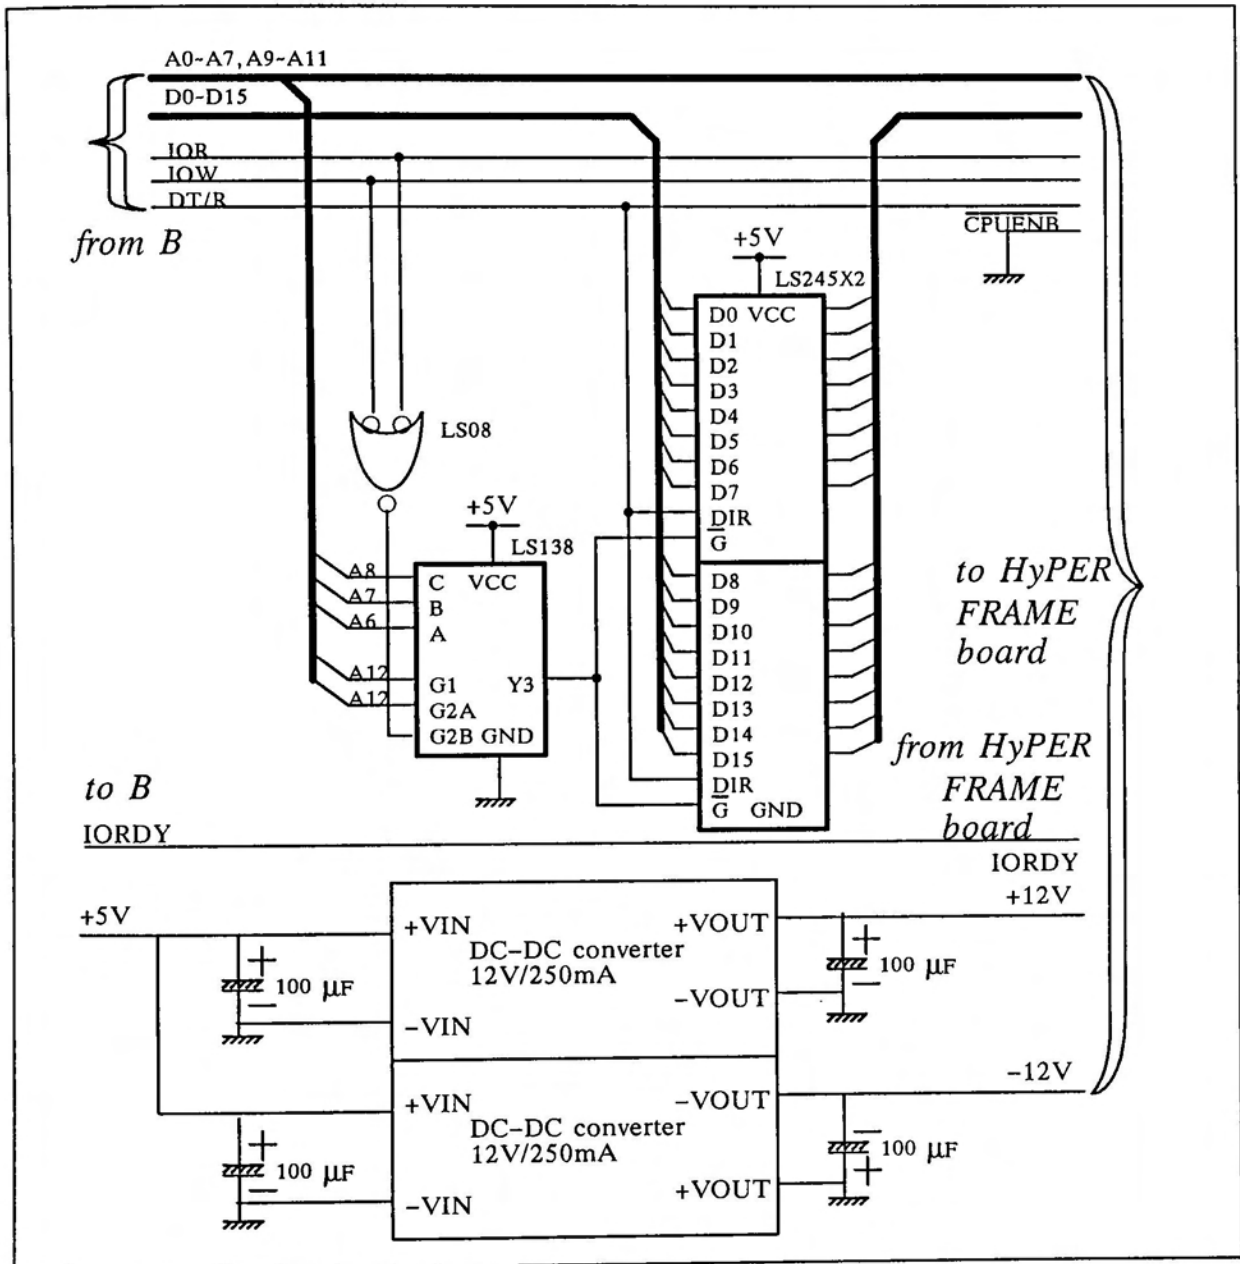 A0~A7, A9~A11
D0~D15
IOR
IOW
DT/R
from B
CPUENB
+5V
LS245X2
D0 VCC
D1
D2
D3
D4
D5
D6
D7
DIR
G
LS08
+5V
LS138
A8
A7
A6
A12
A12
C VCC
B
A
G1 Y3
G2A
G2B GND
D8
D9
D10
D11
D12
D13
D14
D15
DIR
G GND
to HyPER
FRAME
board
from HyPER
FRAME
board
to B
IORDY
IORDY
+5V
+12V
+VIN
+VOUT
DC-DC converter
12V/250mA
+
100 µF
−
-VIN
-VOUT
+
100 µF
−
-12V
+VIN
-VOUT
DC-DC converter
12V/250mA
+
100 µF
−
-VIN
+VOUT
−
100 µF
+